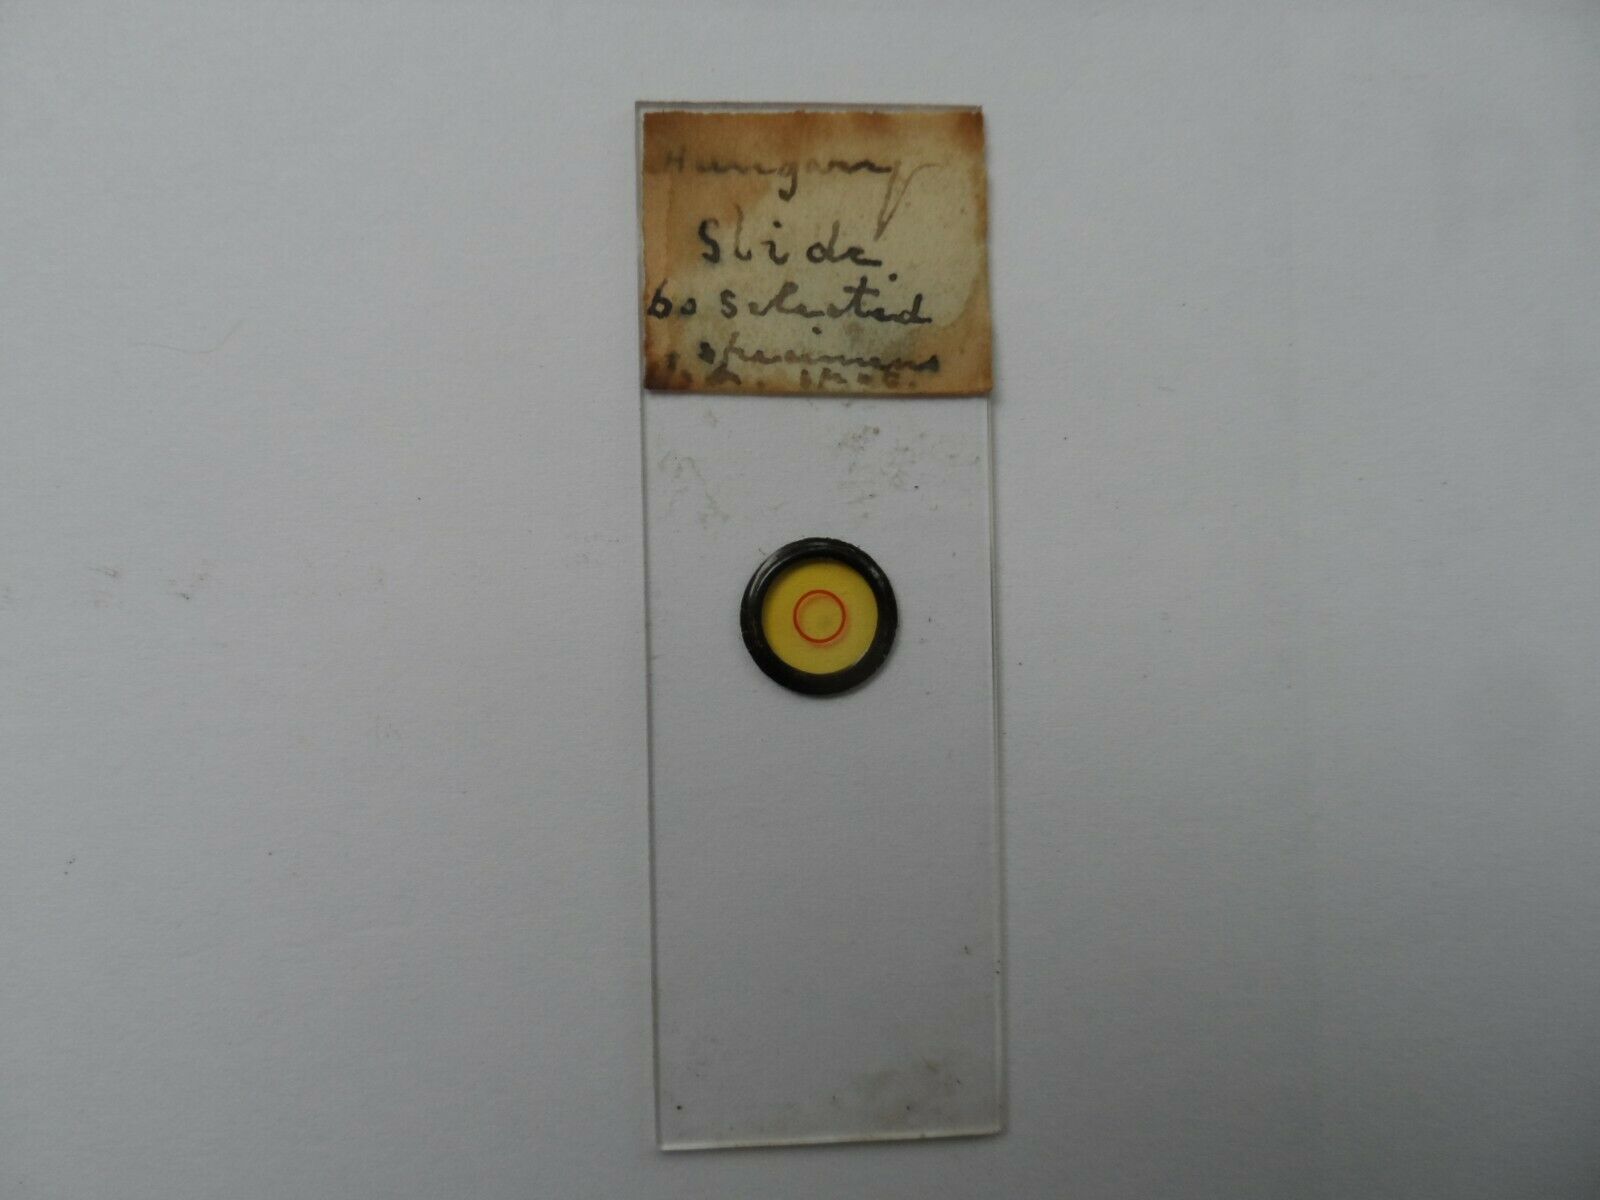 Hungary
Slide
60 selected
specimens